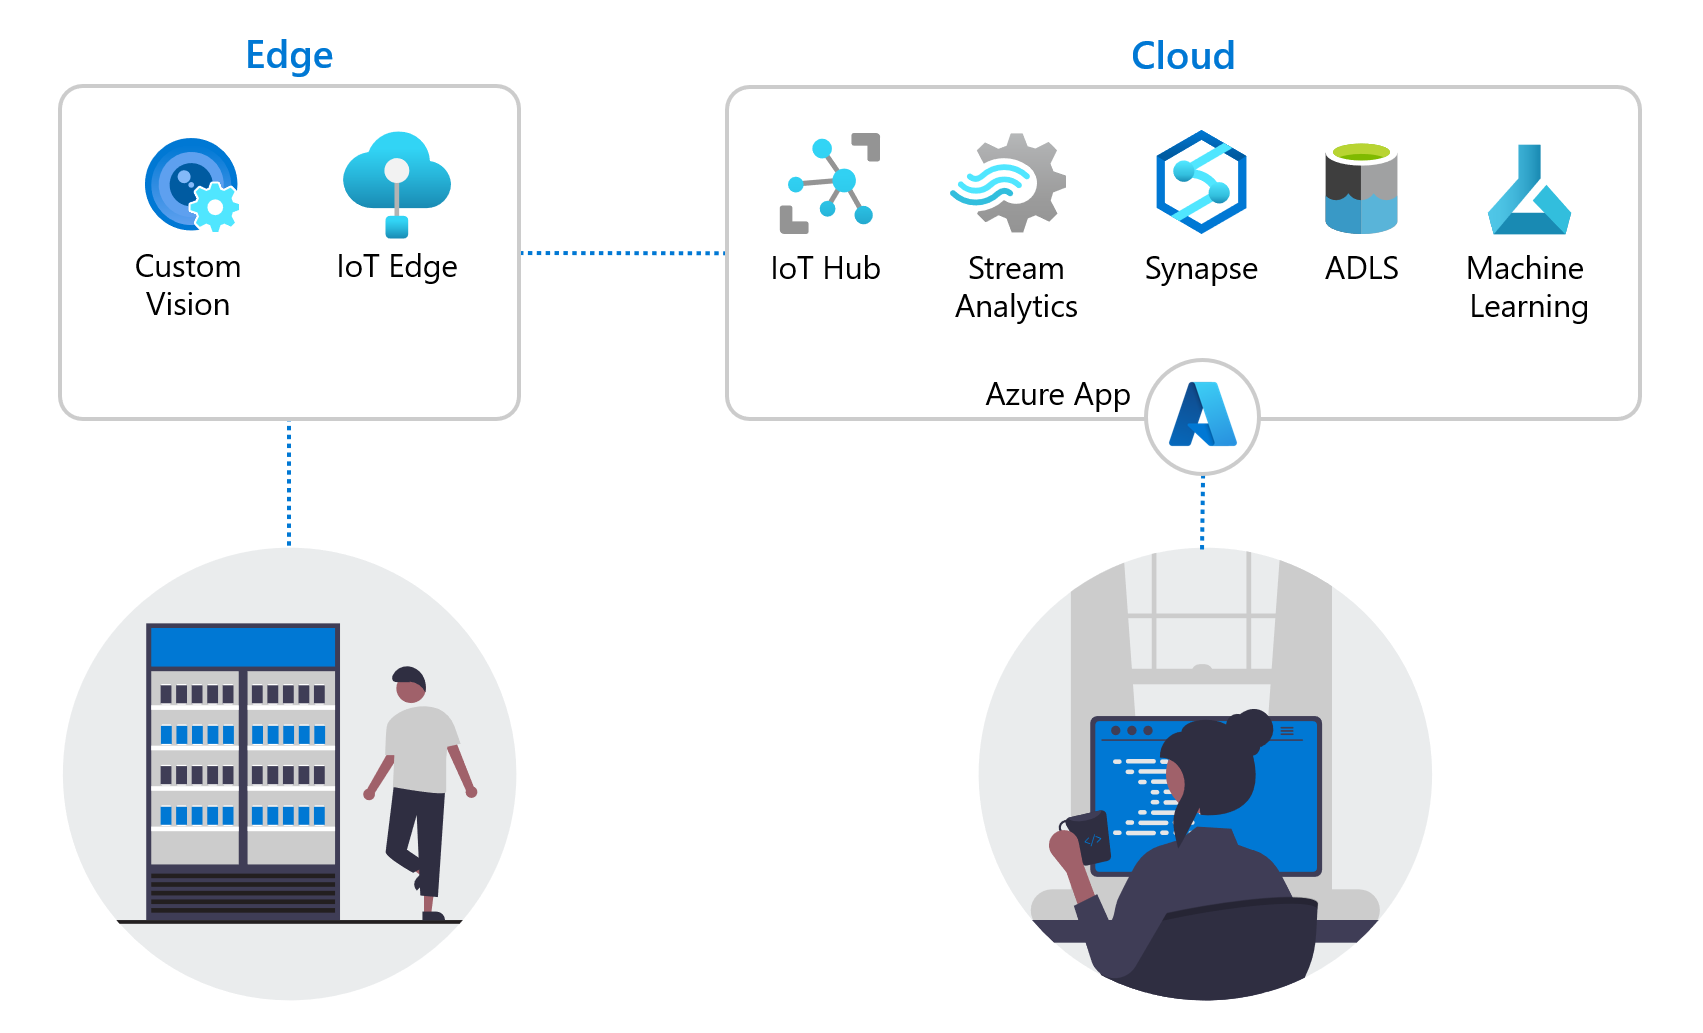 Edge
Cloud
Custom
Vision
IoT Edge
IoT Hub
Stream
Analytics
Synapse
ADLS
Machine
Learning
Azure App
</>